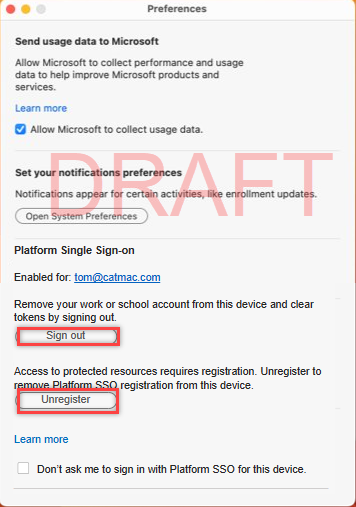 Preferences
Send usage data to Microsoft
Allow Microsoft to collect performance and usage
data to help improve Microsoft products and
services.
Learn more
Allow Microsoft to collect usage data.
Set your notifications preferences
Notifications appear for certain activities, like enrollment updates.
DRAFT
Open System Preferences
Platform Single Sign-on
Enabled for: tom@catmac.com
Remove your work or school account from this device and clear
tokens by signing out.
Sign out
Access to protected resources requires registration. Unregister to
remove Platform SSO registration from this device.
Unregister
Learn more
Don't ask me to sign in with Platform SSO for this device.